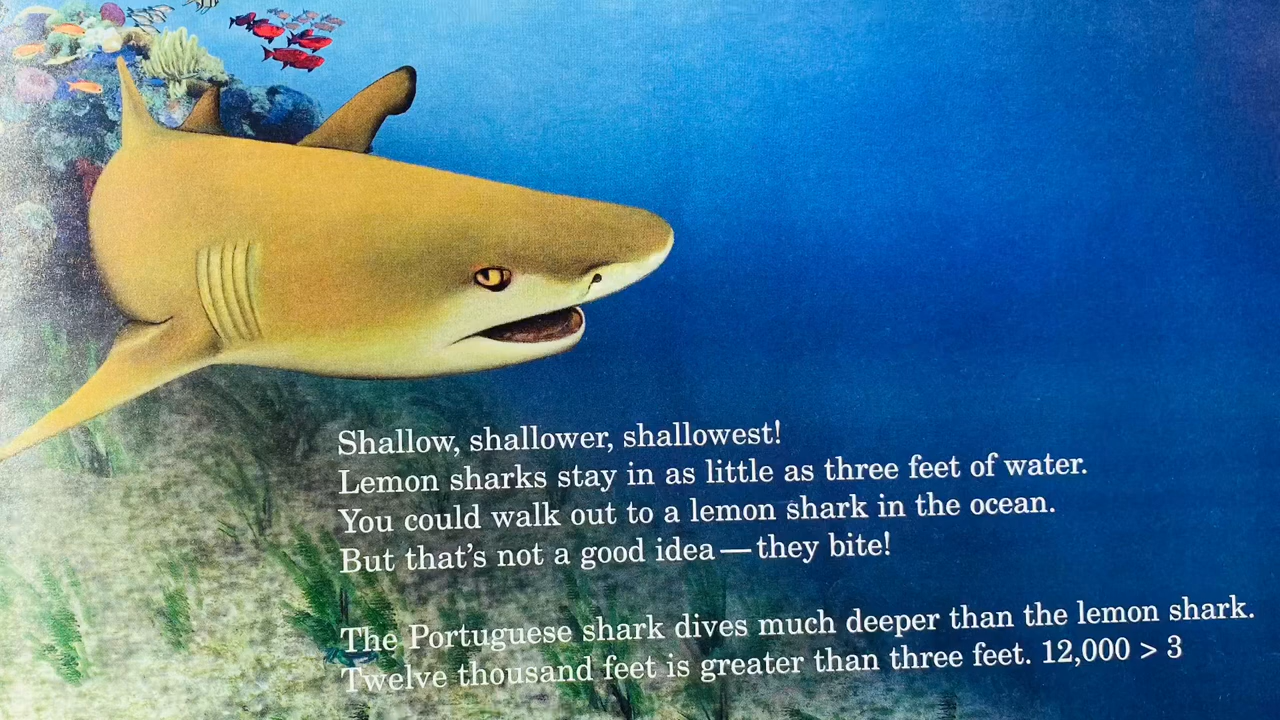 Shallow, shallower, shallowest!
Lemon sharks stay in as little as three feet of water.
You could walk out to a lemon shark in the ocean.
But that's not a good idea—they bite!
The Portuguese shark dives much deeper than the lemon shark.
Twelve thousand feet is greater than three feet. 12,000 > 3